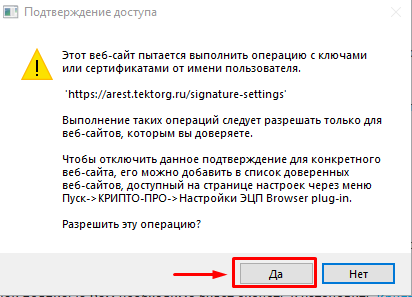 Подтверждение доступа
Этот веб-сайт пытается выполнить операцию с ключами
или сертификатами от имени пользователя.
'https://arest.tektorg.ru/signature-settings'
Выполнение таких операций следует разрешать только для
веб-сайтов, которым вы доверяете.
Чтобы отключить данное подтверждение для конкретного
веб-сайта, его можно добавить в список доверенных
веб-сайтов, доступный на странице настроек через меню
Пуск->КРИПТО-ПРО->Настройки ЭЦП Browser plug-in.
Разрешить эту операцию?
Да
Нет